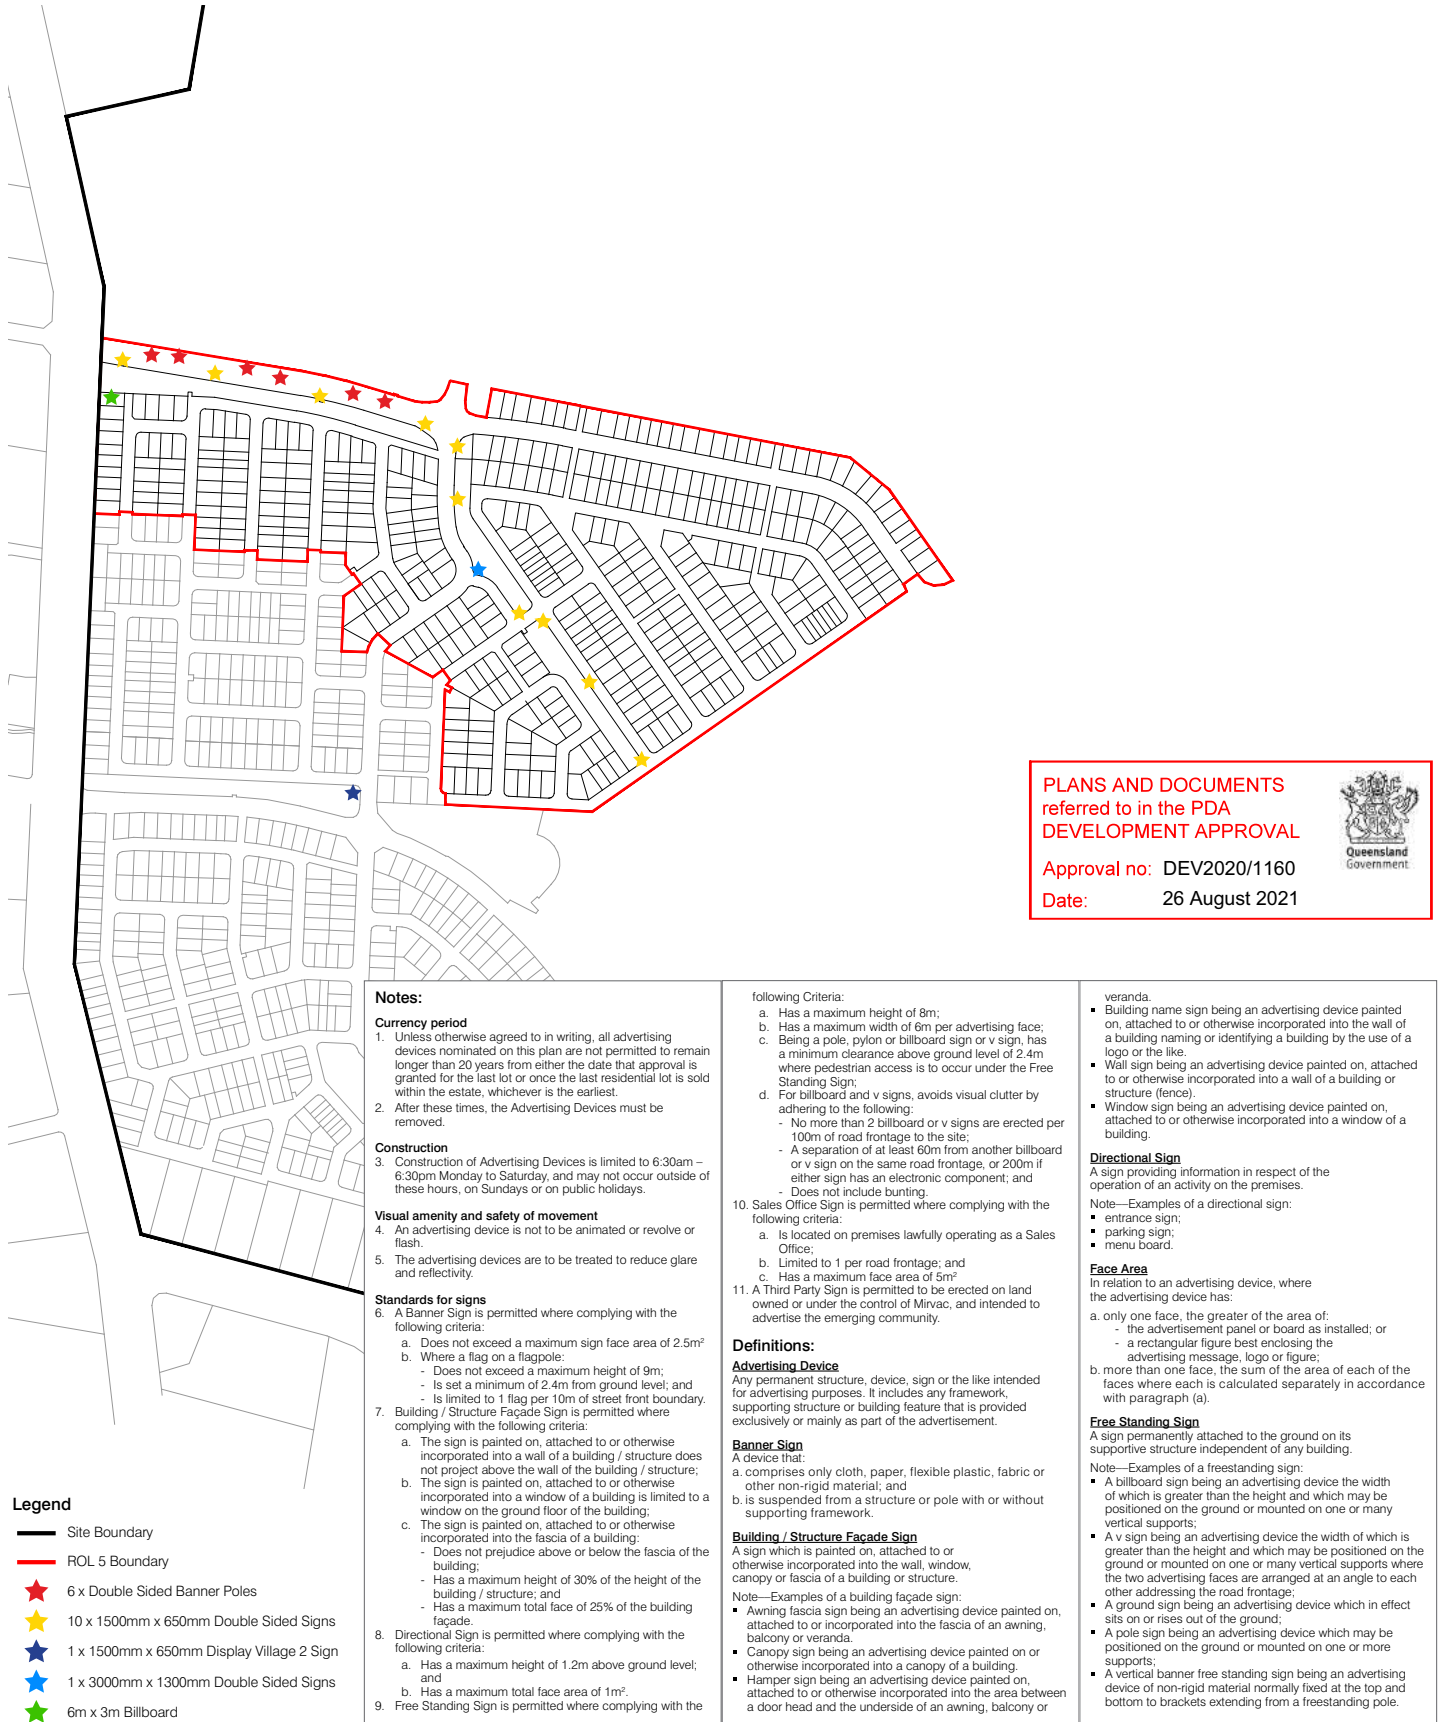 PLANS AND DOCUMENTS
referred to in the PDA
DEVELOPMENT APPROVAL
Approval no: DEV2020/1160
Date: 26 August 2021
Queensland
Government
Notes:
Currency period
1. Unless otherwise agreed to in writing, all advertising
devices nominated on this plan are not permitted to remain
longer than 20 years from either the date that approval is
granted for the last lot or once the last residential lot is sold
within the estate, whichever is the earliest.
2. After these times, the Advertising Devices must be
removed.
Construction
3. Construction of Advertising Devices is limited to 6:30am –
6:30pm Monday to Saturday, and may not occur outside of
these hours, on Sundays or on public holidays.
Visual amenity and safety of movement
4. An advertising device is not to be animated or revolve or
flash.
5. The advertising devices are to be treated to reduce glare
and reflectivity.
Standards for signs
6. A Banner Sign is permitted where complying with the
following criteria:
a. Does not exceed a maximum sign face area of 2.5m²
b. Where a flag on a flagpole:
- Does not exceed a maximum height of 9m;
- Is set a minimum of 2.4m from ground level; and
- Is limited to 1 flag per 10m of street front boundary.
7. Building / Structure Façade Sign is permitted where
complying with the following criteria:
a. The sign is painted on, attached to or otherwise
incorporated into a wall of a building / structure does
not project above the wall of the building / structure;
b. The sign is painted on, attached to or otherwise
incorporated into a window of a building is limited to a
window on the ground floor of the building;
c. The sign is painted on, attached to or otherwise
incorporated into the fascia of a building:
- Does not prejudice above or below the fascia of the
building;
- Has a maximum height of 30% of the height of the
building / structure; and
- Has a maximum total face of 25% of the building
façade.
8. Directional Sign is permitted where complying with the
following criteria:
a. Has a maximum height of 1.2m above ground level;
and
b. Has a maximum total face area of 1m².
9. Free Standing Sign is permitted where complying with the
following Criteria:
a. Has a maximum height of 8m;
b. Has a maximum width of 6m per advertising face;
c. Being a pole, pylon or billboard sign or v sign, has
a minimum clearance above ground level of 2.4m
where pedestrian access is to occur under the Free
Standing Sign;
d. For billboard and v signs, avoids visual clutter by
adhering to the following:
- No more than 2 billboard or v signs are erected per
100m of road frontage to the site;
- A separation of at least 60m from another billboard
or v sign on the same road frontage, or 200m if
either sign has an electronic component; and
- Does not include bunting.
10. Sales Office Sign is permitted where complying with the
following criteria:
a. Is located on premises lawfully operating as a Sales
Office;
b. Limited to 1 per road frontage; and
c. Has a maximum face area of 5m²
11. A Third Party Sign is permitted to be erected on land
owned or under the control of Mirvac, and intended to
advertise the emerging community.
Definitions:
Advertising Device
Any permanent structure, device, sign or the like intended
for advertising purposes. It includes any framework,
supporting structure or building feature that is provided
exclusively or mainly as part of the advertisement.
Banner Sign
A device that:
a. comprises only cloth, paper, flexible plastic, fabric or
other non-rigid material; and
b. is suspended from a structure or pole with or without
supporting framework.
Building / Structure Façade Sign
A sign which is painted on, attached to or
otherwise incorporated into the wall, window,
canopy or fascia of a building or structure.
Note—Examples of a building façade sign:
▪ Awning fascia sign being an advertising device painted on,
attached to or incorporated into the fascia of an awning,
balcony or veranda.
▪ Canopy sign being an advertising device painted on or
otherwise incorporated into a canopy of a building.
▪ Hamper sign being an advertising device painted on,
attached to or otherwise incorporated into the area between
a door head and the underside of an awning, balcony or
veranda.
▪ Building name sign being an advertising device painted
on, attached to or otherwise incorporated into the wall of
a building naming or identifying a building by the use of a
logo or the like.
▪ Wall sign being an advertising device painted on, attached
to or otherwise incorporated into a wall of a building or
structure (fence).
▪ Window sign being an advertising device painted on,
attached to or otherwise incorporated into a window of a
building.
Directional Sign
A sign providing information in respect of the
operation of an activity on the premises.
Note—Examples of a directional sign:
▪ entrance sign;
▪ parking sign;
▪ menu board.
Face Area
In relation to an advertising device, where
the advertising device has:
a. only one face, the greater of the area of:
- the advertisement panel or board as installed; or
- a rectangular figure best enclosing the
advertising message, logo or figure;
b. more than one face, the sum of the area of each of the
faces where each is calculated separately in accordance
with paragraph (a).
Free Standing Sign
A sign permanently attached to the ground on its
supportive structure independent of any building.
Note—Examples of a freestanding sign:
▪ A billboard sign being an advertising device the width
of which is greater than the height and which may be
positioned on the ground or mounted on one or many
vertical supports;
▪ A v sign being an advertising device the width of which is
greater than the height and which may be positioned on the
ground or mounted on one or many vertical supports where
the two advertising faces are arranged at an angle to each
other addressing the road frontage;
▪ A ground sign being an advertising device which in effect
sits on or rises out of the ground;
▪ A pole sign being an advertising device which may be
positioned on the ground or mounted on one or more
supports;
▪ A vertical banner free standing sign being an advertising
device of non-rigid material normally fixed at the top and
bottom to brackets extending from a freestanding pole.
Legend
Site Boundary
ROL 5 Boundary
6 x Double Sided Banner Poles
10 x 1500mm x 650mm Double Sided Signs
1 x 1500mm x 650mm Display Village 2 Sign
1 x 3000mm x 1300mm Double Sided Signs
6m x 3m Billboard